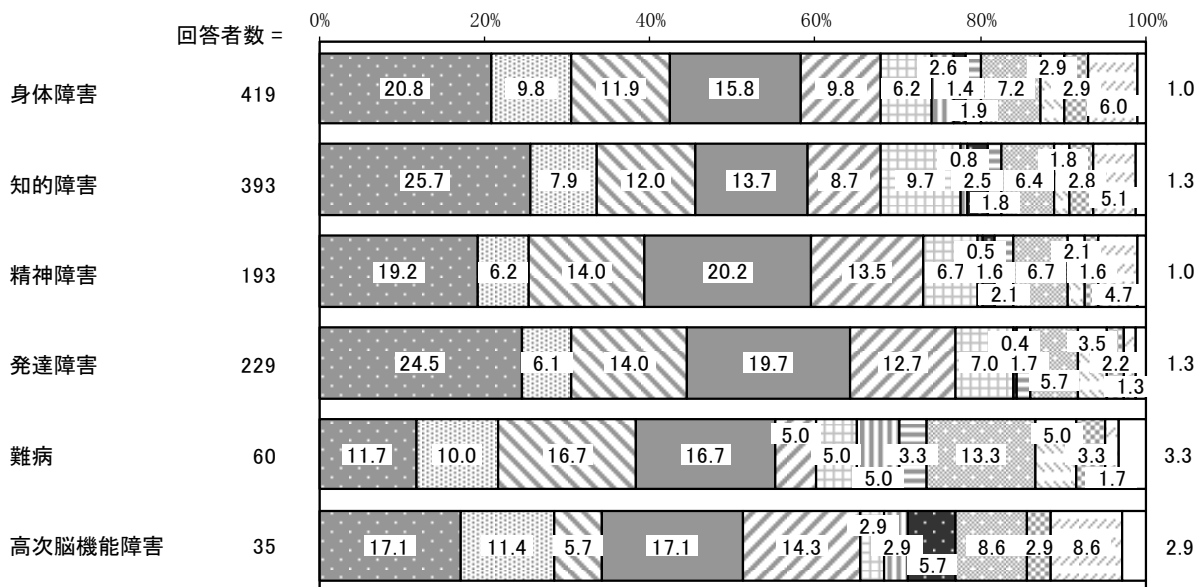 0% 20% 40% 60% 80% 100%
回答者数 =
身体障害 419 20.8 9.8 11.9 15.8 9.8 6.2 2.6 1.4 1.9 7.2 2.9 2.9 6.0 1.0
知的障害 393 25.7 7.9 12.0 13.7 8.7 9.7 0.8 2.5 1.8 6.4 1.8 2.8 5.1 1.3
精神障害 193 19.2 6.2 14.0 20.2 13.5 6.7 0.5 1.6 2.1 6.7 2.1 1.6 4.7 1.0
発達障害 229 24.5 6.1 14.0 19.7 12.7 7.0 0.4 1.7 5.7 3.5 2.2 1.3 1.3
難病 60 11.7 10.0 16.7 16.7 5.0 5.0 5.0 3.3 13.3 5.0 3.3 1.7 3.3
高次脳機能障害 35 17.1 11.4 5.7 17.1 14.3 2.9 2.9 5.7 8.6 2.9 8.6 2.9